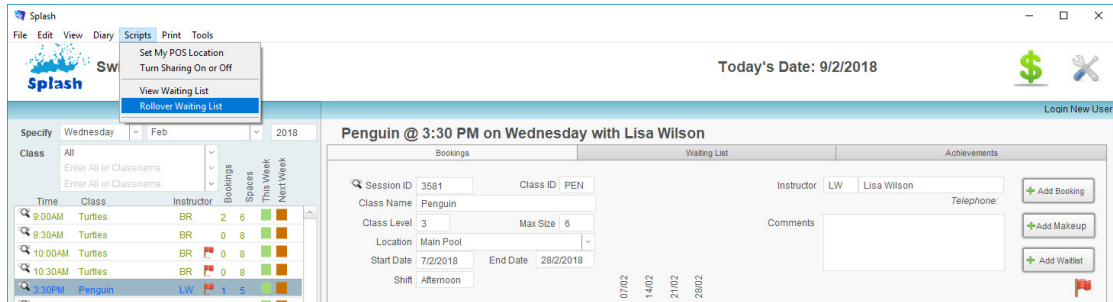 Splash
File Edit View Diary Scripts Print Tools
Set My POS Location
Turn Sharing On or Off
View Waiting List
Rollover Waiting List
Splash
Swi
Today's Date: 9/2/2018
$
Login New User
Specify Wednesday Feb 2018
Class All
Enter All or Classname
Enter All or Classname
Time Class Instructor Bookings Spaces This Week Next Week
9:00AM Turtles BR 2 6
9:30AM Turtles BR 0 8
10:00AM Turtles BR 0 8
10:30AM Turtles BR 0 8
3:30PM Penguin LW 1 5
Penguin @ 3:30 PM on Wednesday with Lisa Wilson
Bookings Waiting List Achievements
Session ID 3581 Class ID PEN
Class Name Penguin
Class Level 3 Max Size 6
Location Main Pool
Start Date 7/2/2018 End Date 28/2/2018
Shift Afternoon
07/02 14/02 21/02 28/02
Instructor LW Lisa Wilson
Telephone:
Comments
Add Booking
Add Makeup
Add Waitlist